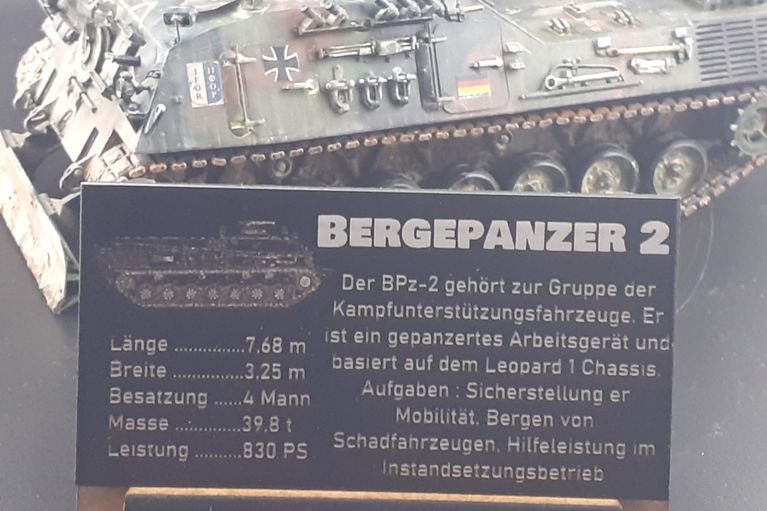 BERGEPANZER 2
Der BPz-2 gehört zur Gruppe der
Kampfunterstützungsfahrzeuge. Er
ist ein gepanzertes Arbeitsgerät und
basiert auf dem Leopard 1 Chassis.
Aufgaben : Sicherstellung er
Mobilität, Bergen von
Schadfahrzeugen, Hilfeleistung im
Instandsetzungsbetrieb
Länge ..............7,68 m
Breite ..............3,25 m
Besatzung ......4 Mann
Masse .............39,8 t
Leistung .........830 PS